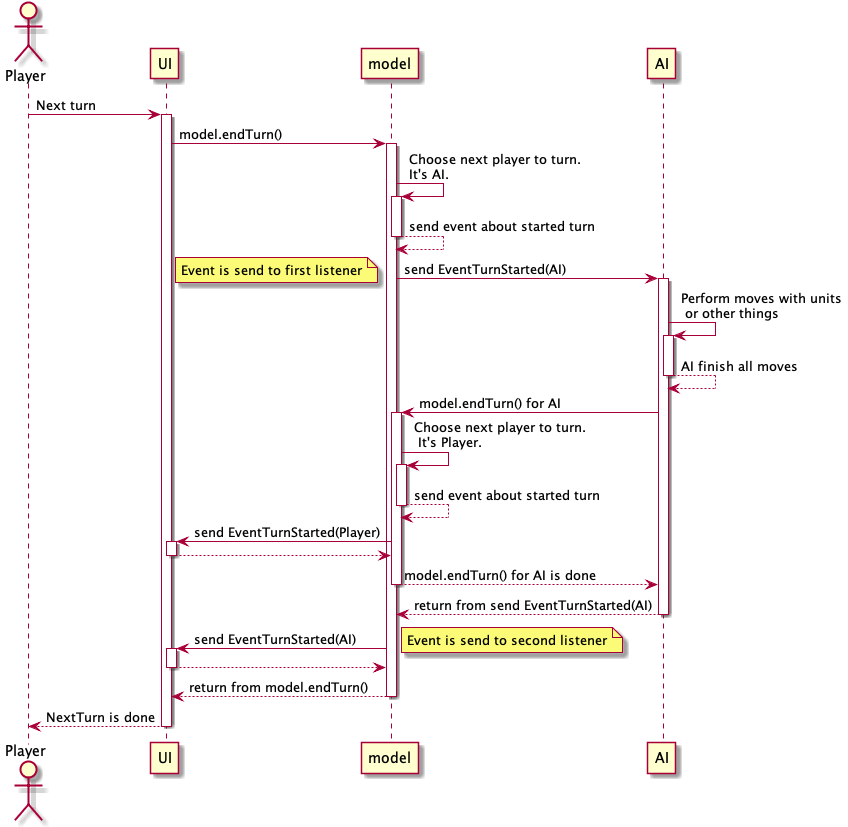 Player
UI
model
AI
Next turn
model.endTurn()
Choose next player to turn.
It's AI.
send event about started turn
Event is send to first listener
send EventTurnStarted(AI)
Perform moves with units
or other things
AI finish all moves
model.endTurn() for AI
Choose next player to turn.
It's Player.
send event about started turn
send EventTurnStarted(Player)
model.endTurn() for AI is done
return from send EventTurnStarted(AI)
send EventTurnStarted(AI)
Event is send to second listener
return from model.endTurn()
NextTurn is done
Player
UI
model
AI